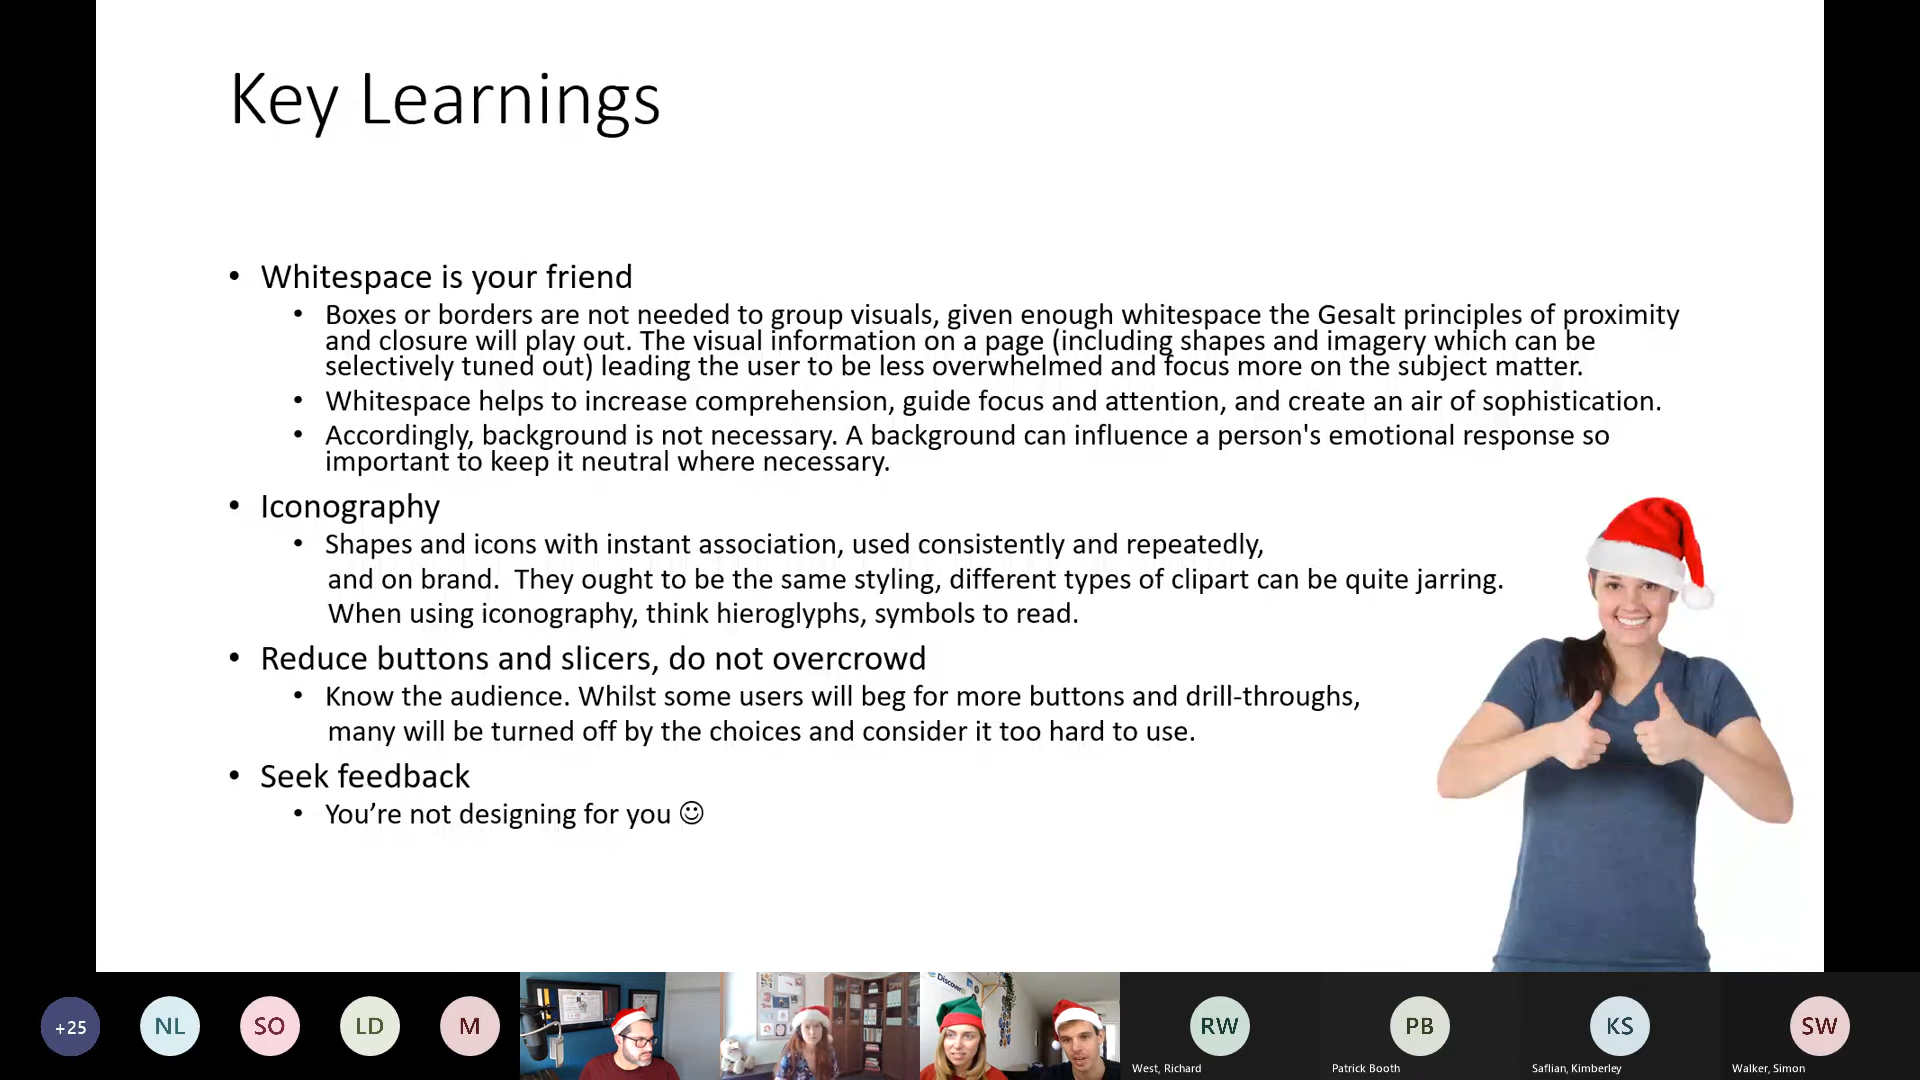 Key Learnings
• Whitespace is your friend
• Boxes or borders are not needed to group visuals, given enough whitespace the Gesalt principles of proximity
and closure will play out. The visual information on a page (including shapes and imagery which can be
selectively tuned out) leading the user to be less overwhelmed and focus more on the subject matter.
• Whitespace helps to increase comprehension, guide focus and attention, and create an air of sophistication.
• Accordingly, background is not necessary. A background can influence a person's emotional response so
important to keep it neutral where necessary.
• Iconography
• Shapes and icons with instant association, used consistently and repeatedly,
and on brand.  They ought to be the same styling, different types of clipart can be quite jarring.
When using iconography, think hieroglyphs, symbols to read.
• Reduce buttons and slicers, do not overcrowd
• Know the audience. Whilst some users will beg for more buttons and drill-throughs,
many will be turned off by the choices and consider it too hard to use.
• Seek feedback
• You’re not designing for you ☺
+25
NL
SO
LD
M
Discover
RW
West, Richard
PB
Patrick Booth
KS
Saflian, Kimberley
SW
Walker, Simon